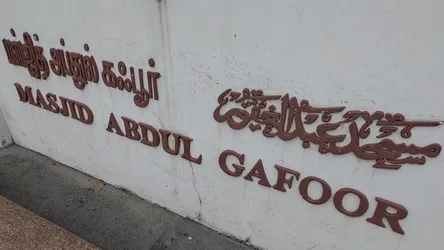 மஸ்ஜித் அப்துல் கஃபூர்
مسجد عبد الغفور
MASJID ABDUL GAFOOR